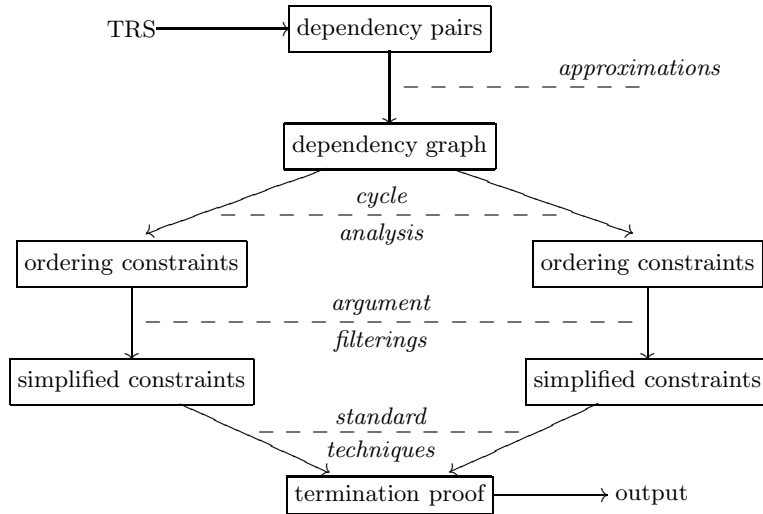 TRS
dependency pairs
approximations
dependency graph
cycle
analysis
ordering constraints
ordering constraints
argument
filterings
simplified constraints
simplified constraints
standard
techniques
termination proof
output